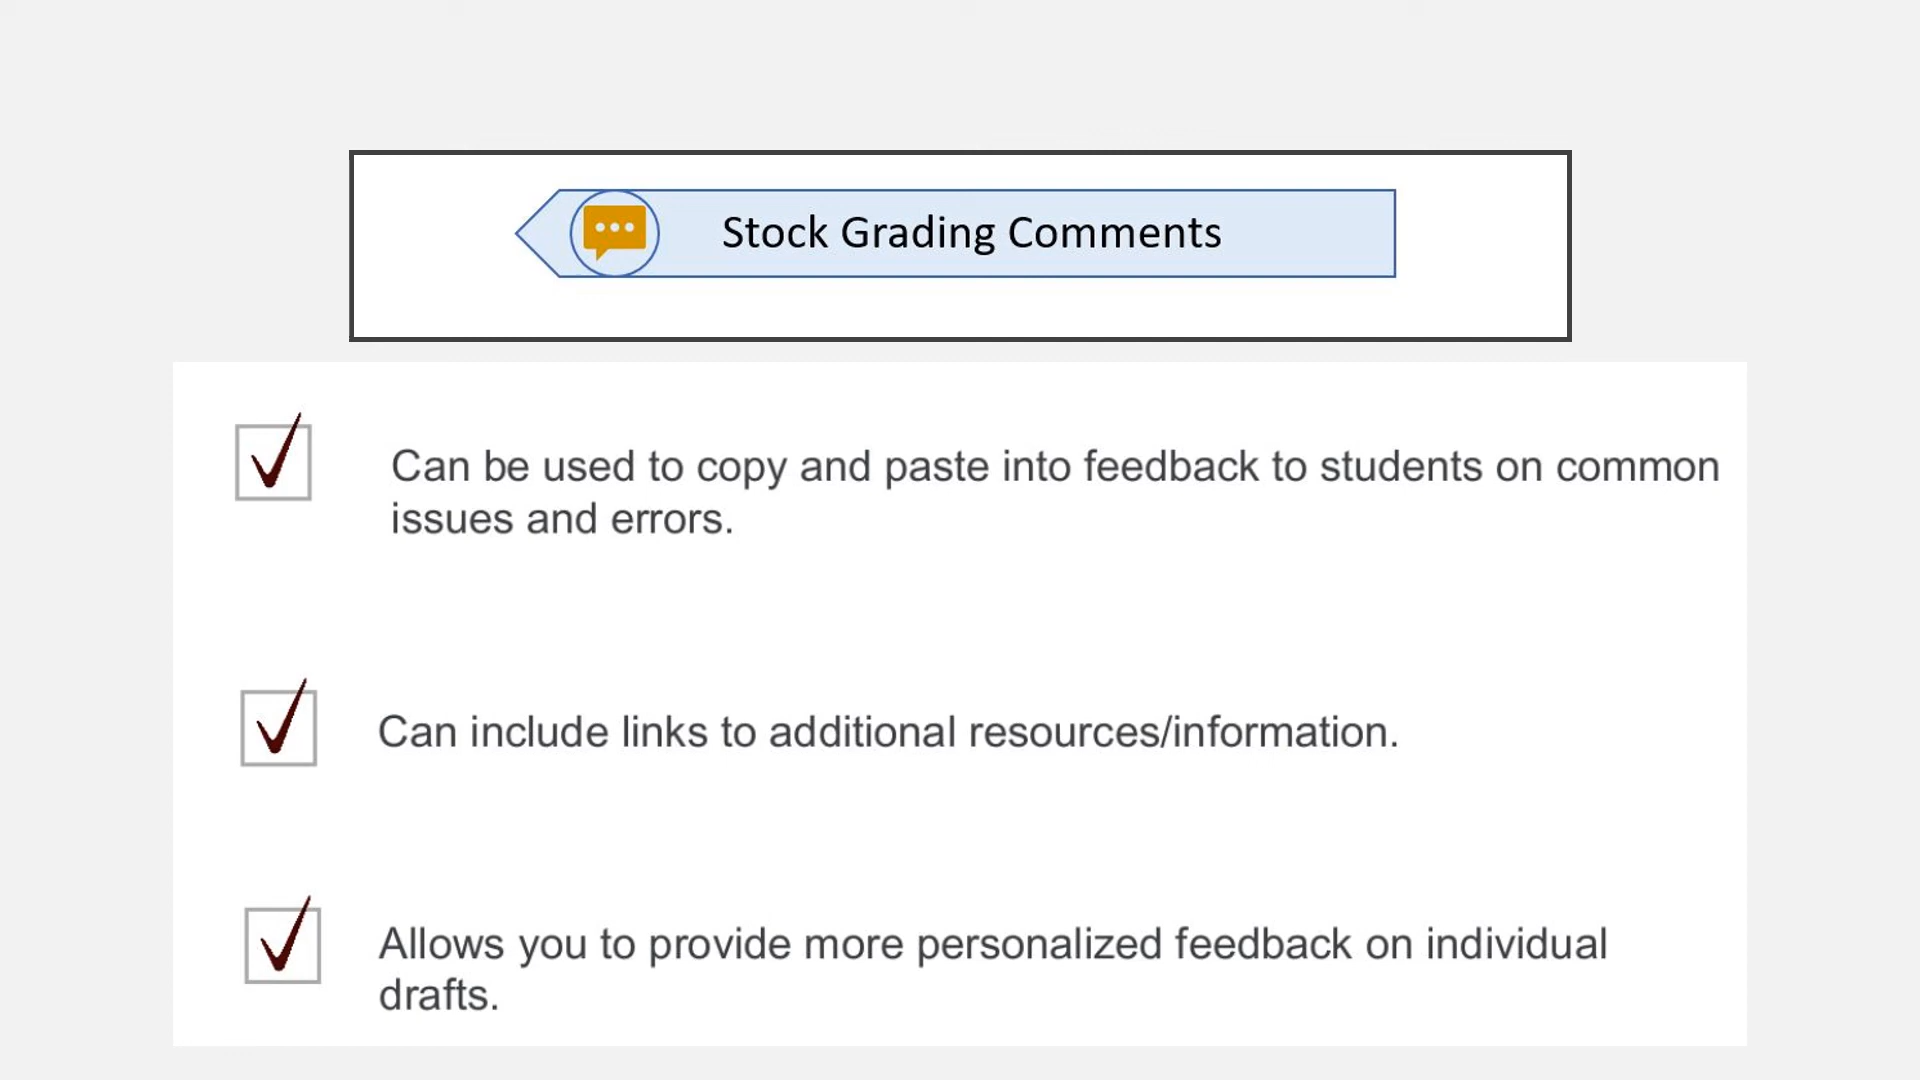 Stock Grading Comments
Can be used to copy and paste into feedback to students on common
issues and errors.
Can include links to additional resources/information.
Allows you to provide more personalized feedback on individual
drafts.